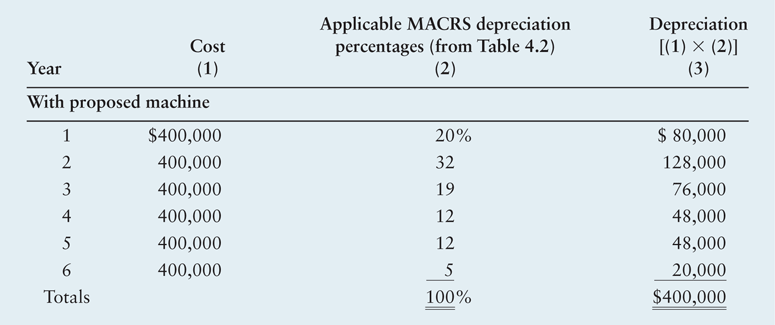 Applicable MACRS depreciation Depreciation
Cost percentages (from Table 4.2) [(1) × (2)]
Year (1) (2) (3)
With proposed machine
1 $400,000 20% $ 80,000
2 400,000 32 128,000
3 400,000 19 76,000
4 400,000 12 48,000
5 400,000 12 48,000
6 400,000 5 20,000
Totals 100% $400,000